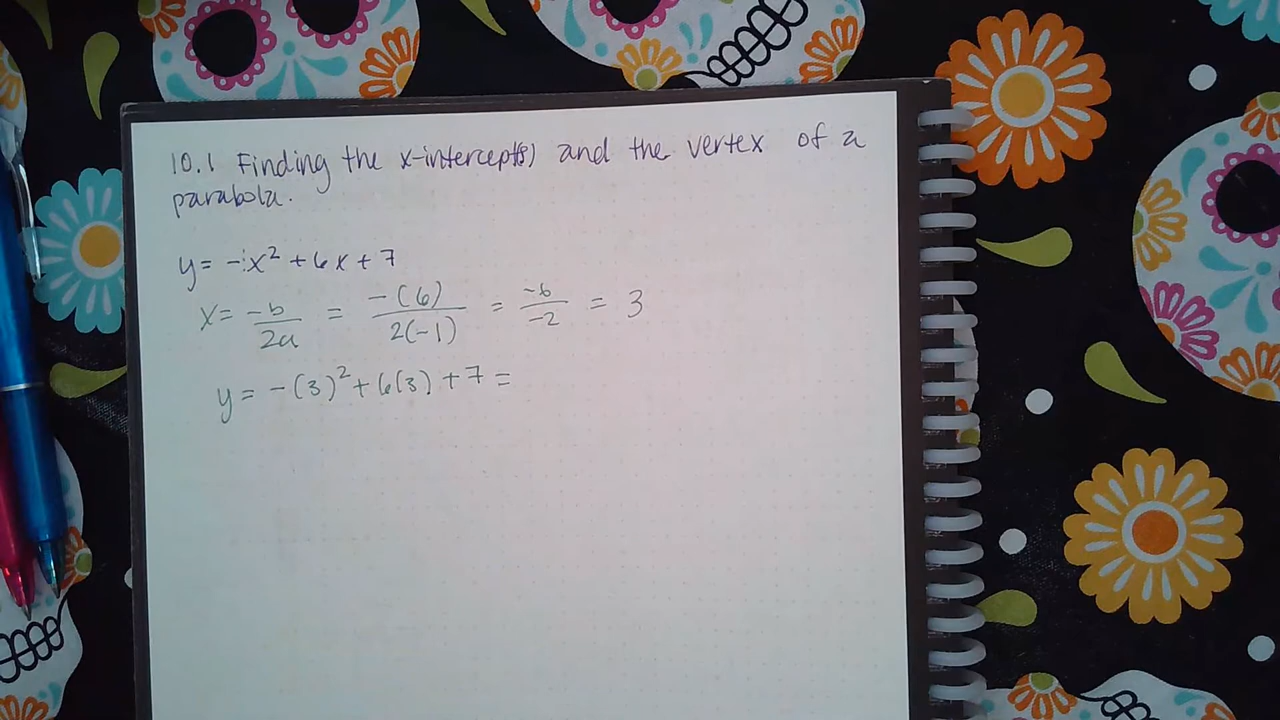 10.1 Finding the x-intercept(s) and the vertex of a
parabola.
y = -x² + 6x + 7
x = -b/2a = -(6)/2(-1) = -6/-2 = 3
y = -(3)² + 6(3) + 7 =